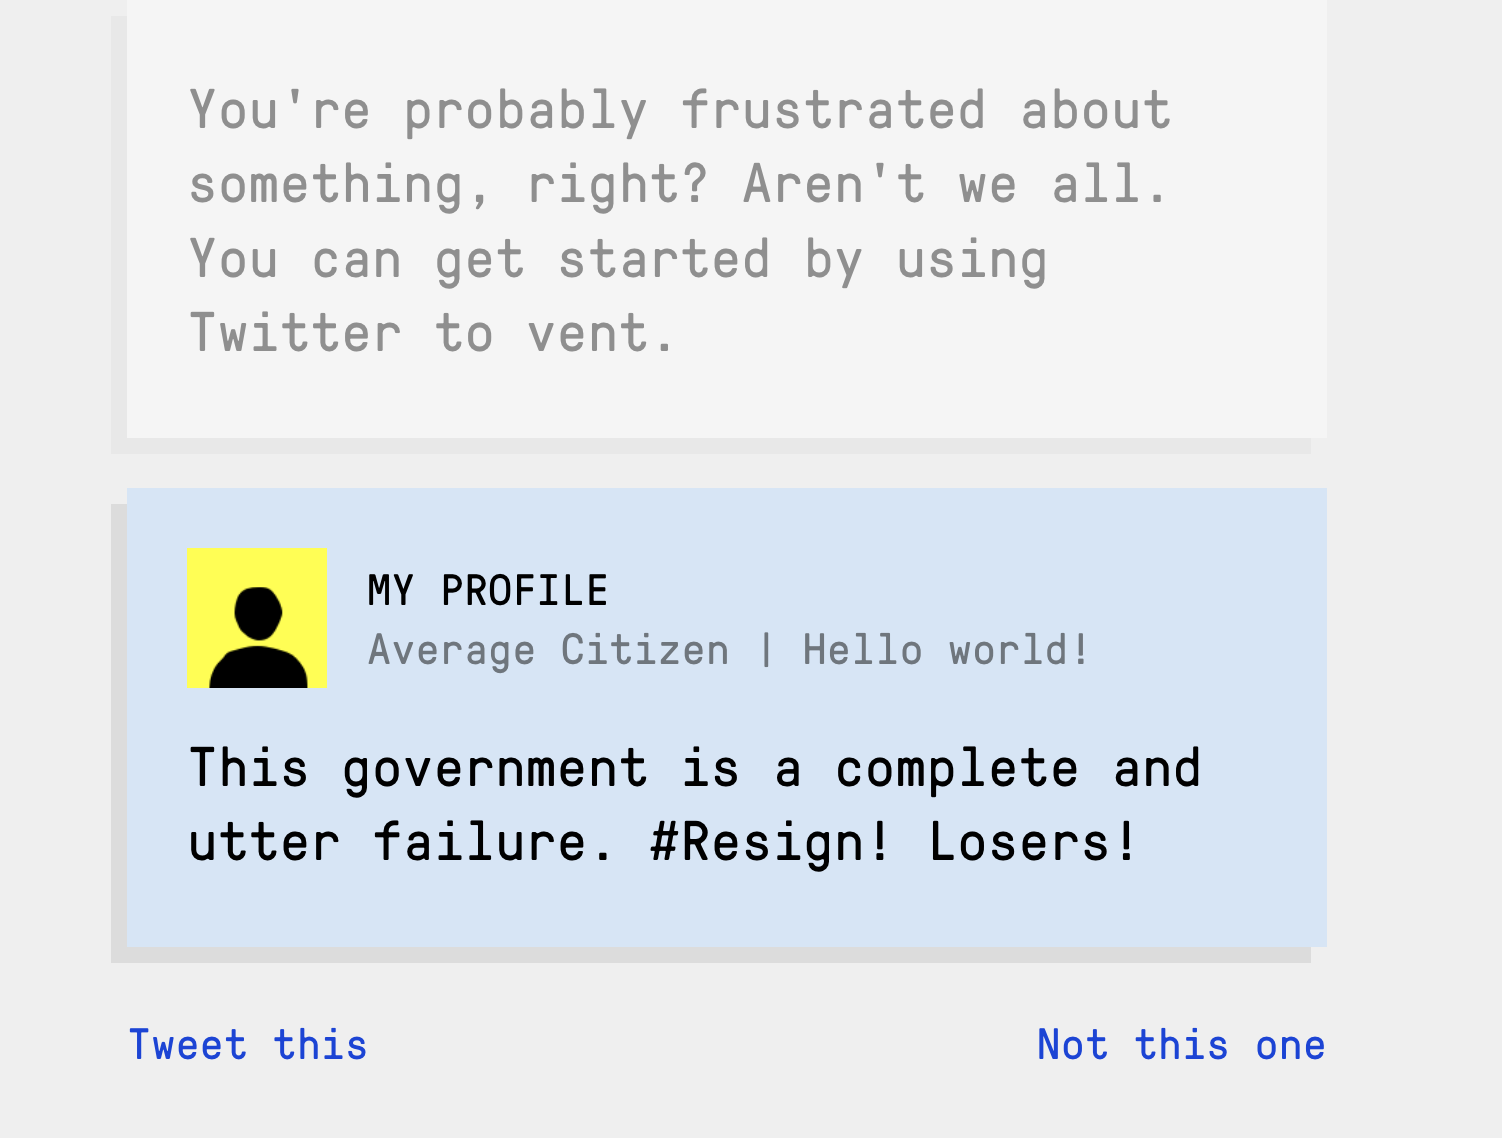 You're probably frustrated about
something, right? Aren't we all.
You can get started by using
Twitter to vent.
MY PROFILE
Average Citizen | Hello world!
This government is a complete and
utter failure. #Resign! Losers!
Tweet this
Not this one